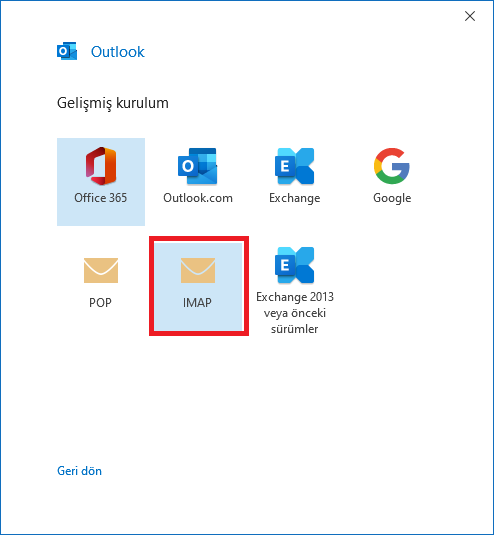 Outlook
Gelişmiş kurulum
Office 365
Outlook.com
Exchange
Google
POP
IMAP
Exchange 2013
veya önceki
sürümler
Geri dön